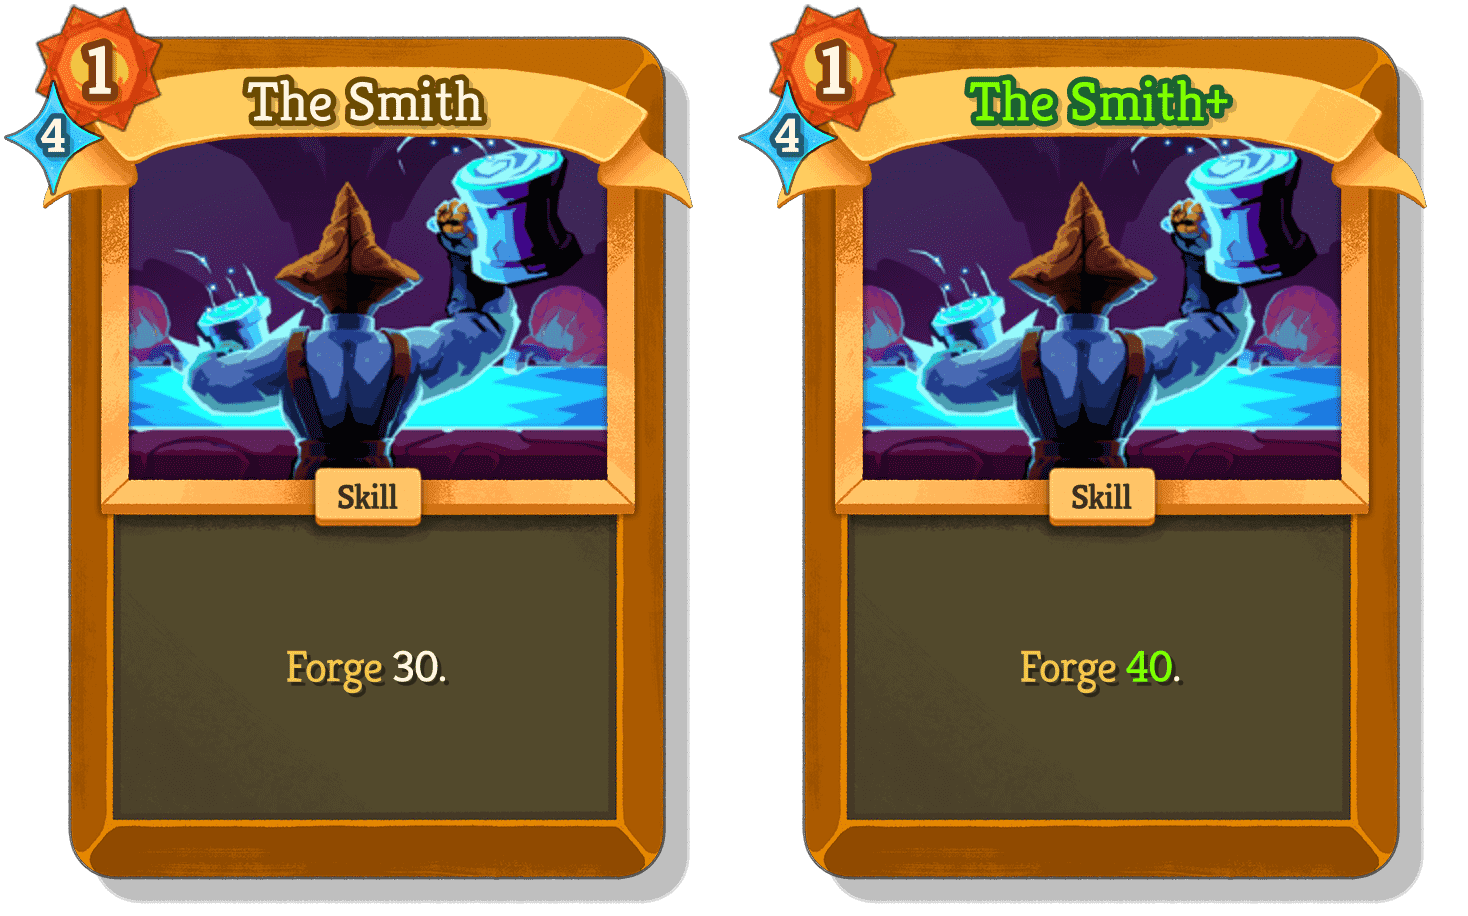 1
The Smith
4
Skill
Forge 30.
1
The Smith+
4
Skill
Forge 40.